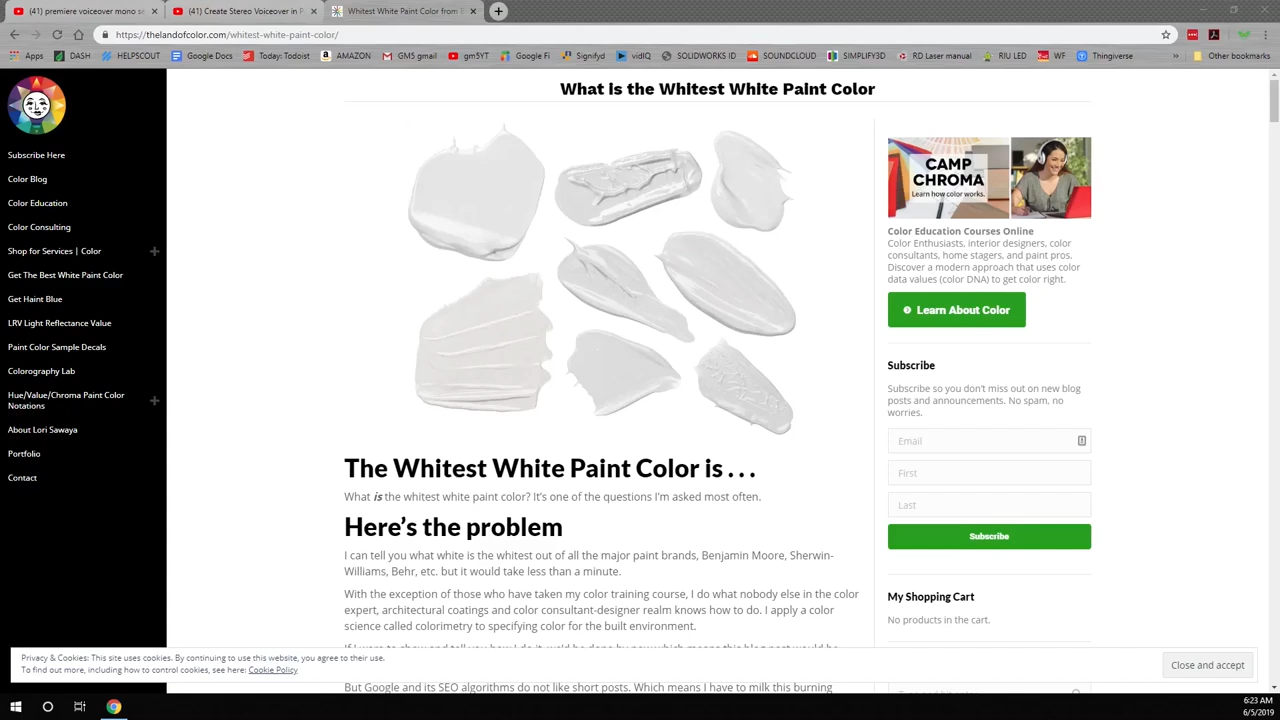 (41) premiere voiceover mono se
(41) Create Stereo Voiceover in P
Whitest White Paint Color from B
https://thelandofcolor.com/whitest-white-paint-color/
Apps
DASH
HELPSCOUT
Google Docs
Today: Todoist
AMAZON
GM5 gmail
gm5YT
Google Fi
Signifyd
vidIQ
SOLIDWORKS ID
SOUNDCLOUD
SIMPLIFY3D
RD Laser manual
RIU LED
WF
Thingiverse
»
Other bookmarks
Subscribe Here
Color Blog
Color Education
Color Consulting
Shop for Services | Color
Get The Best White Paint Color
Get Haint Blue
LRV Light Reflectance Value
Paint Color Sample Decals
Colorography Lab
Hue/Value/Chroma Paint Color
Notations
About Lori Sawaya
Portfolio
Contact
What is the Whitest White Paint Color
The Whitest White Paint Color is . . .
What is the whitest white paint color? It's one of the questions I'm asked most often.
Here's the problem
I can tell you what white is the whitest out of all the major paint brands, Benjamin Moore, Sherwin-
Williams, Behr, etc. but it would take less than a minute.
With the exception of those who have taken my color training course, I do what nobody else in the color
expert, architectural coatings and color consultant-designer realm knows how to do. I apply a color
science called colorimetry to specifying color for the built environment.
But Google and its SEO algorithms do not like short posts. Which means I have to milk this burning
CAMP
CHROMA
Learn how color works.
Color Education Courses Online
Color Enthusiasts, interior designers, color
consultants, home stagers, and paint pros.
Discover a modern approach that uses color
data values (color DNA) to get color right.
Learn About Color
Subscribe
Subscribe so you don't miss out on new blog
posts and announcements. No spam, no
worries.
Email
First
Last
Subscribe
My Shopping Cart
No products in the cart.
Privacy & Cookies: This site uses cookies. By continuing to use this website, you agree to their use.
To find out more, including how to control cookies, see here: Cookie Policy
Close and accept
6:23 AM
6/5/2019